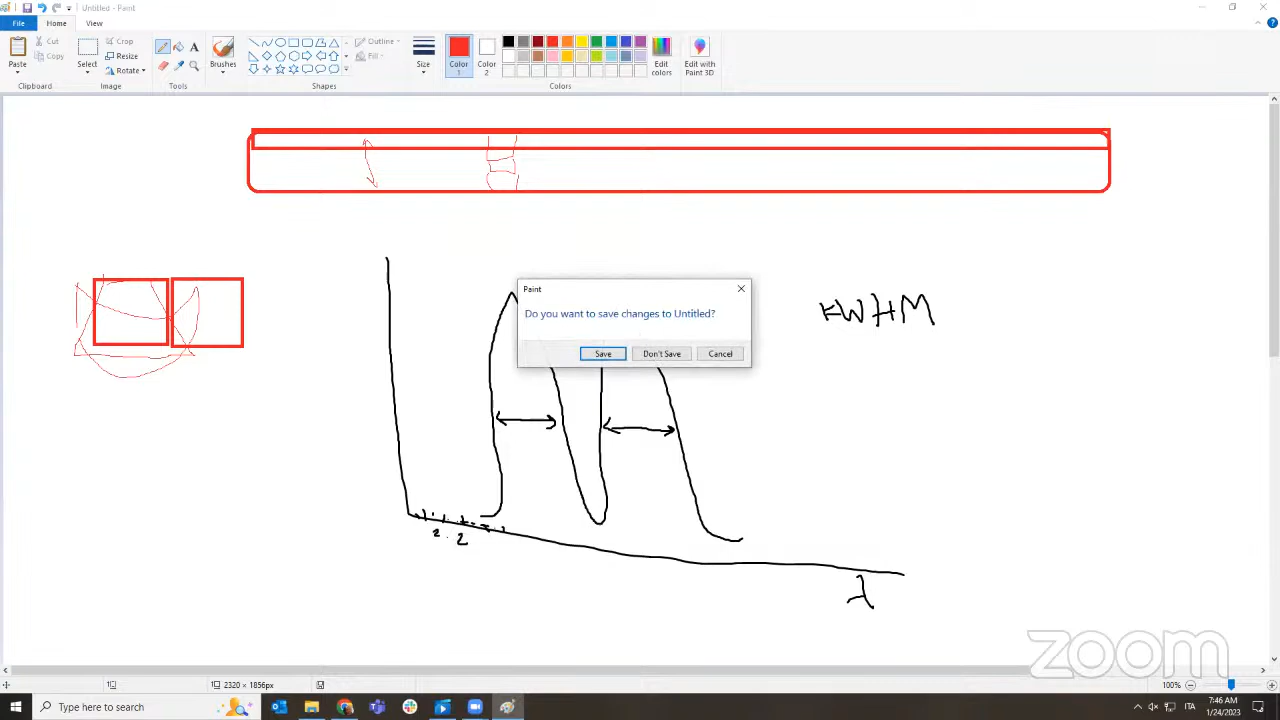 Untitled - Paint
File
Home
View
Paste
Cut
Copy
Clipboard
Select
Crop
Resize
Rotate
Image
Tools
Brushes
Shapes
Outline
Fill
Size
Color 1
Color 2
Colors
Edit colors
Edit with Paint 3D
FWHM
Paint
Do you want to save changes to Untitled?
Save
Don't Save
Cancel
2
2
λ
zoom
2320 × 1856px
100%
Type here to search
ITA
7:46 AM
1/24/2023